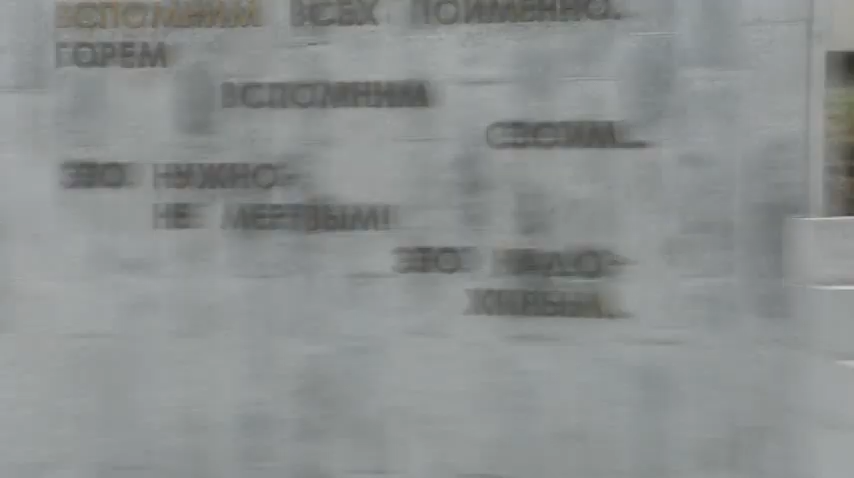 ВСПОМНИМ ВСЕХ ПОИМЕННО,
ГОРЕМ
ВСПОМНИМ
СВОИМ...
ЭТО НУЖНО-
НЕ МЕРТВЫМ!
ЭТО НАДО-
ЖИВЫМ...